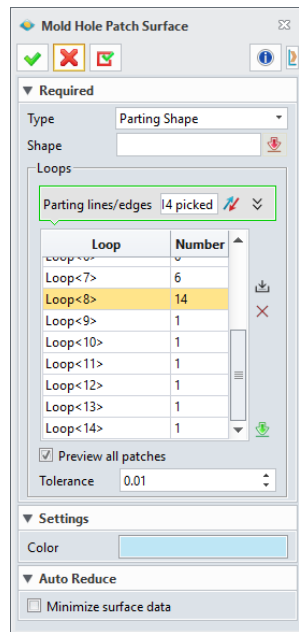 Mold Hole Patch Surface
Required
Type Parting Shape
Shape
Loops
Parting lines/edges 14 picked
Loop Number
Loop<7> 6
Loop<8> 14
Loop<9> 1
Loop<10> 1
Loop<11> 1
Loop<12> 1
Loop<13> 1
Loop<14> 1
Preview all patches
Tolerance 0.01
Settings
Color
Auto Reduce
Minimize surface data